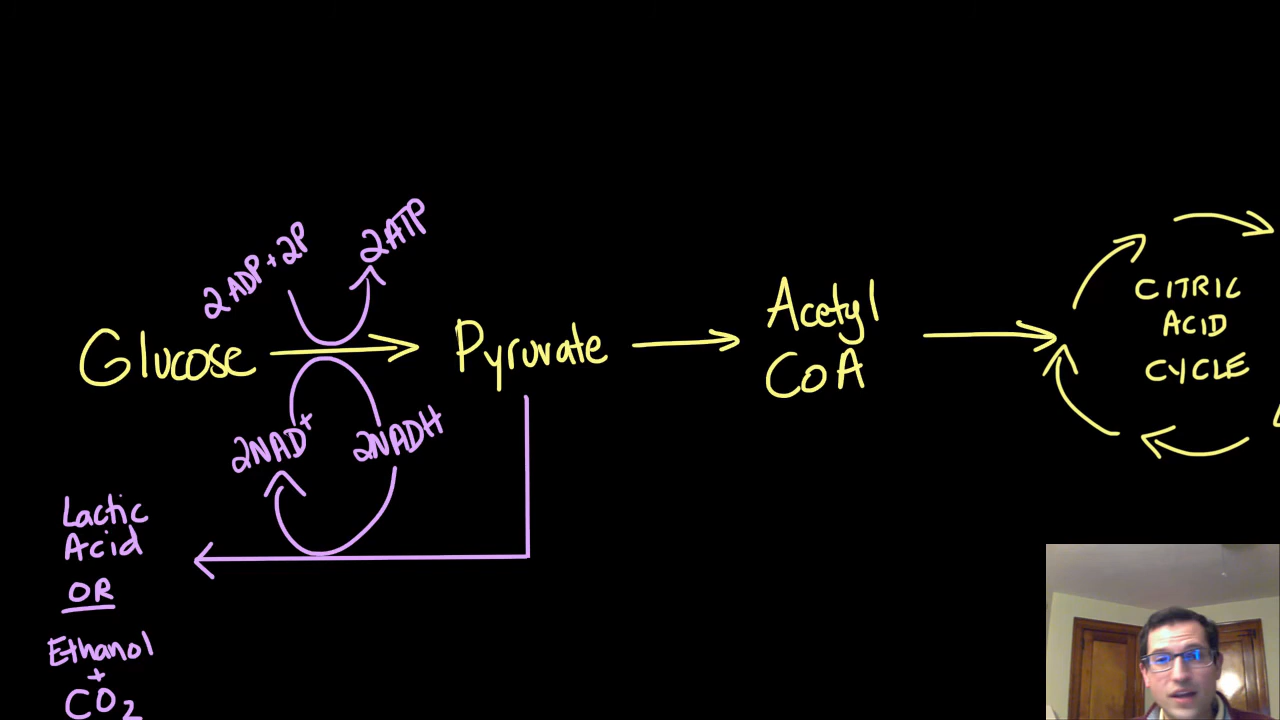 2ADP+2P
2ATP
Glucose
Pyruvate
Acetyl
CoA
CITRIC
ACID
CYCLE
2NAD⁺
2NADH
Lactic
Acid
OR
Ethanol
+
CO₂